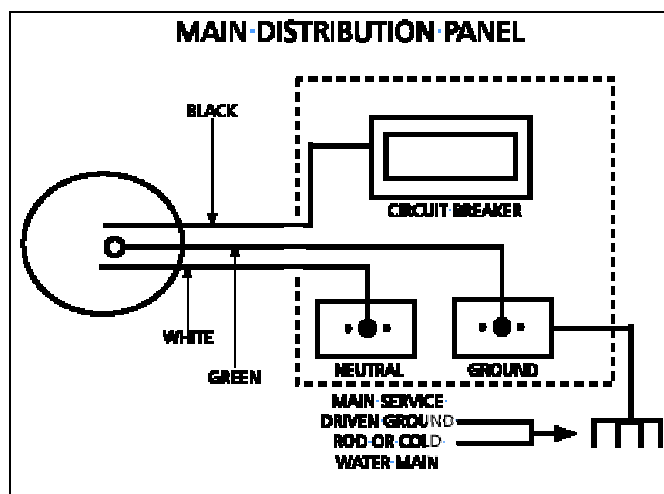 MAIN DISTRIBUTION PANEL
BLACK
CIRCUIT BREAKER
WHITE
GREEN
NEUTRAL
GROUND
MAIN SERVICE
DRIVEN GROUND
ROD OR COLD
WATER MAIN